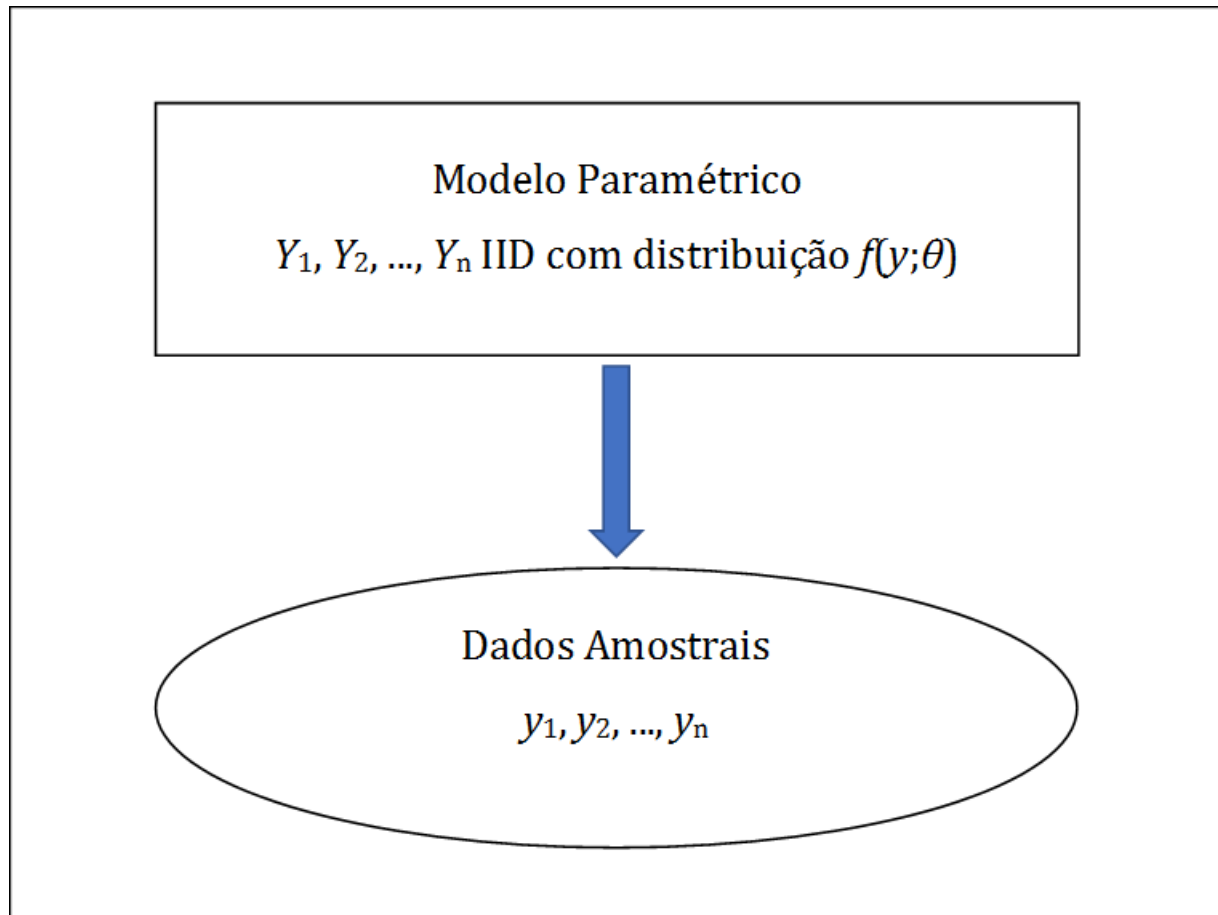 Modelo Paramétrico
Y₁, Y₂, ..., Yₙ IID com distribuição f(y;θ)
Dados Amostrais
y₁, y₂, ..., yₙ